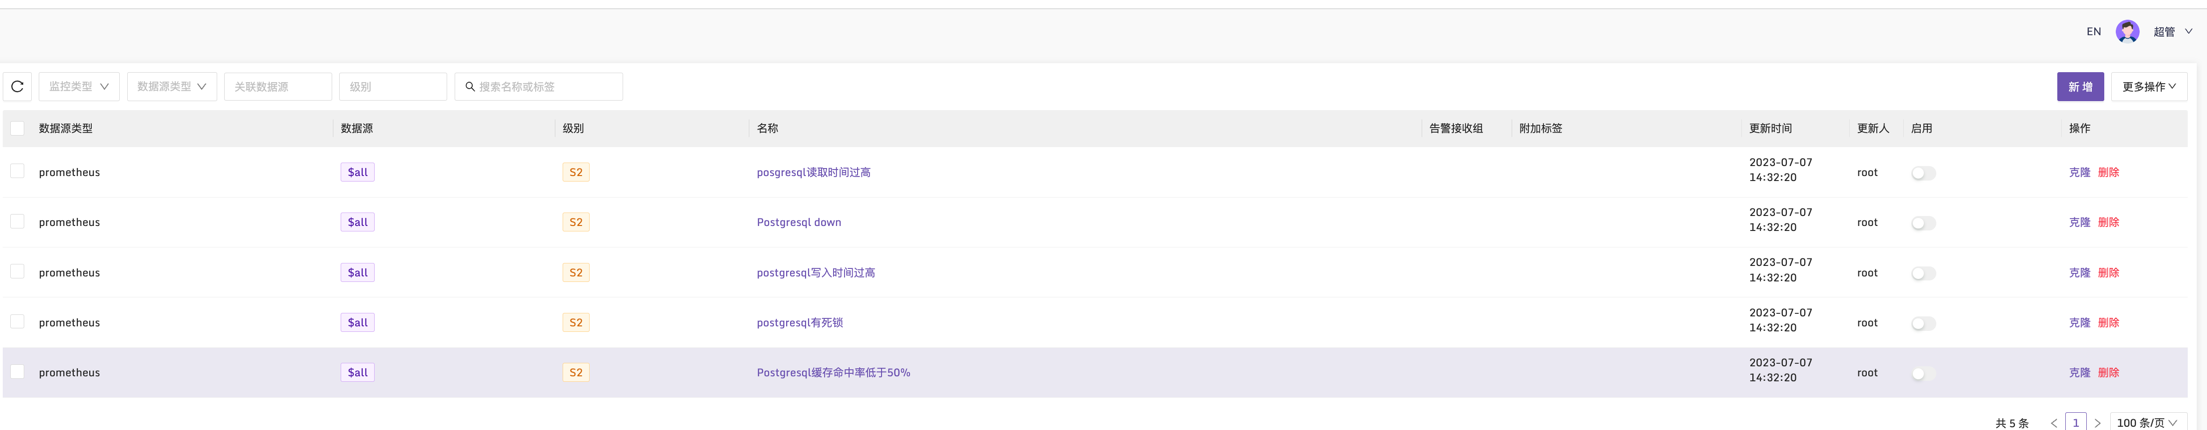 EN 超管
监控类型 数据源类型 关联数据源 级别 搜索名称或标签 新增 更多操作
数据源类型 数据源 级别 名称 告警接收组 附加标签 更新时间 更新人 启用 操作
prometheus $all S2 posgresql读取时间过高 2023-07-07 14:32:20 root 克隆 删除
prometheus $all S2 Postgresql down 2023-07-07 14:32:20 root 克隆 删除
prometheus $all S2 postgresql写入时间过高 2023-07-07 14:32:20 root 克隆 删除
prometheus $all S2 postgresql有死锁 2023-07-07 14:32:20 root 克隆 删除
prometheus $all S2 Postgresql缓存命中率低于50% 2023-07-07 14:32:20 root 克隆 删除
共 5 条 1 100 条/页